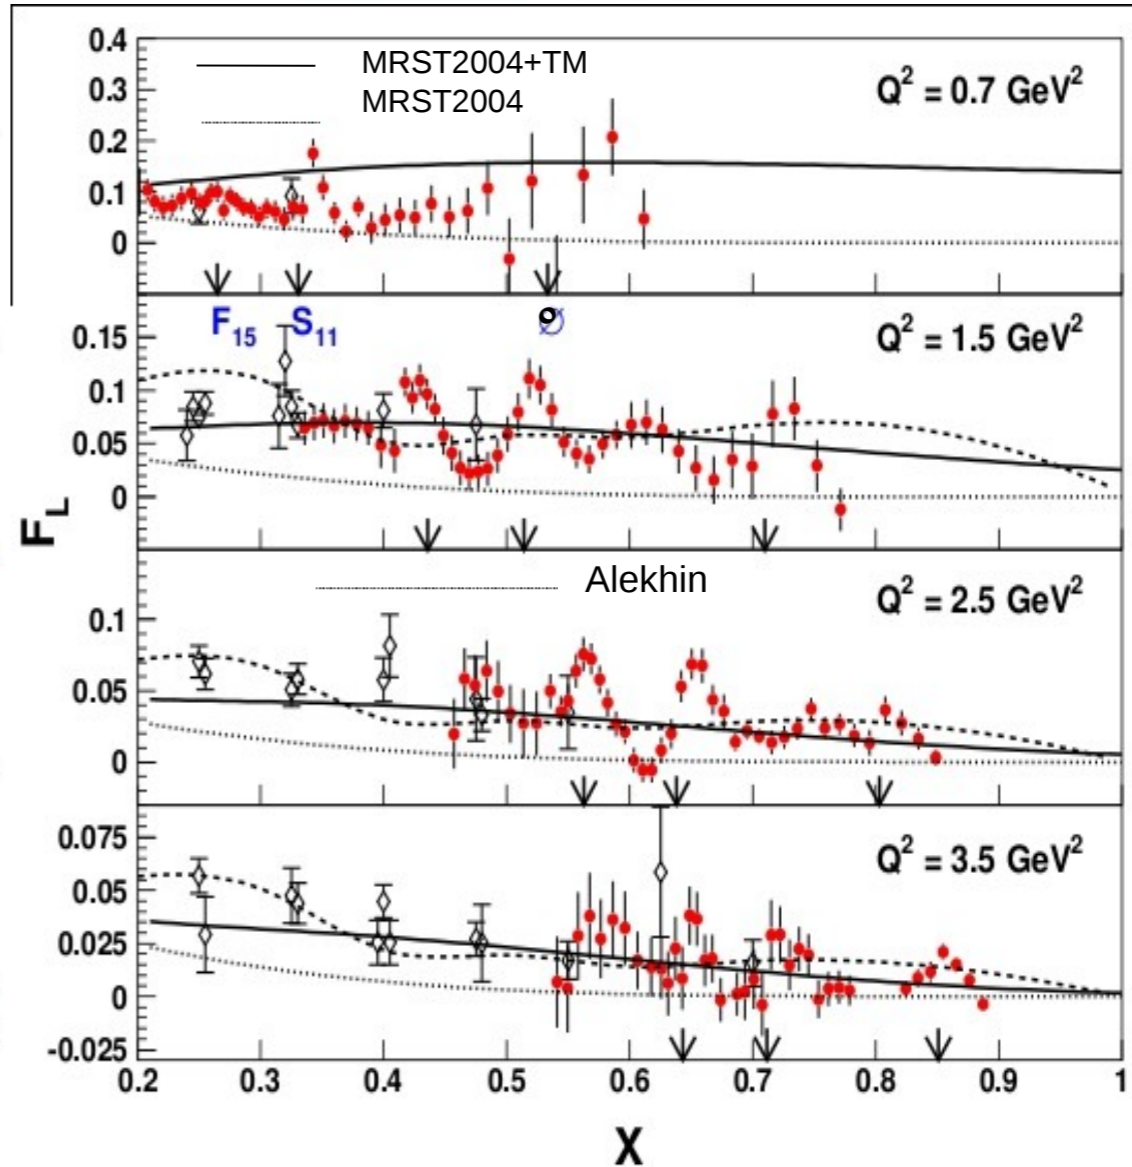 0.4
MRST2004+TM
0.3
Q² = 0.7 GeV²
MRST2004
0.2
0.1
0
F₁₅ S₁₁
0.15
Q² = 1.5 GeV²
0.1
0.05
0
F_L
Alekhin
Q² = 2.5 GeV²
0.1
0.05
0
0.075
Q² = 3.5 GeV²
0.05
0.025
0
-0.025
0.2 0.3 0.4 0.5 0.6 0.7 0.8 0.9 1
X